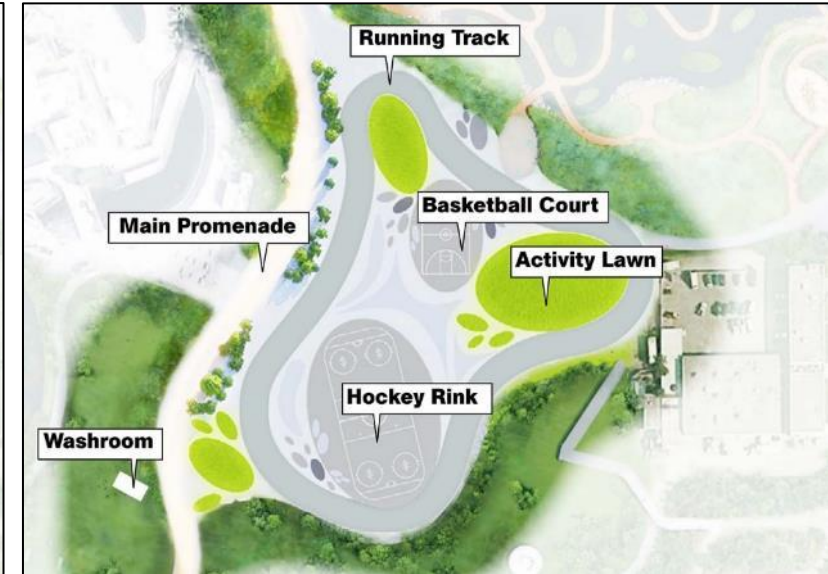 Running Track
Basketball Court
Main Promenade
Activity Lawn
Hockey Rink
Washroom